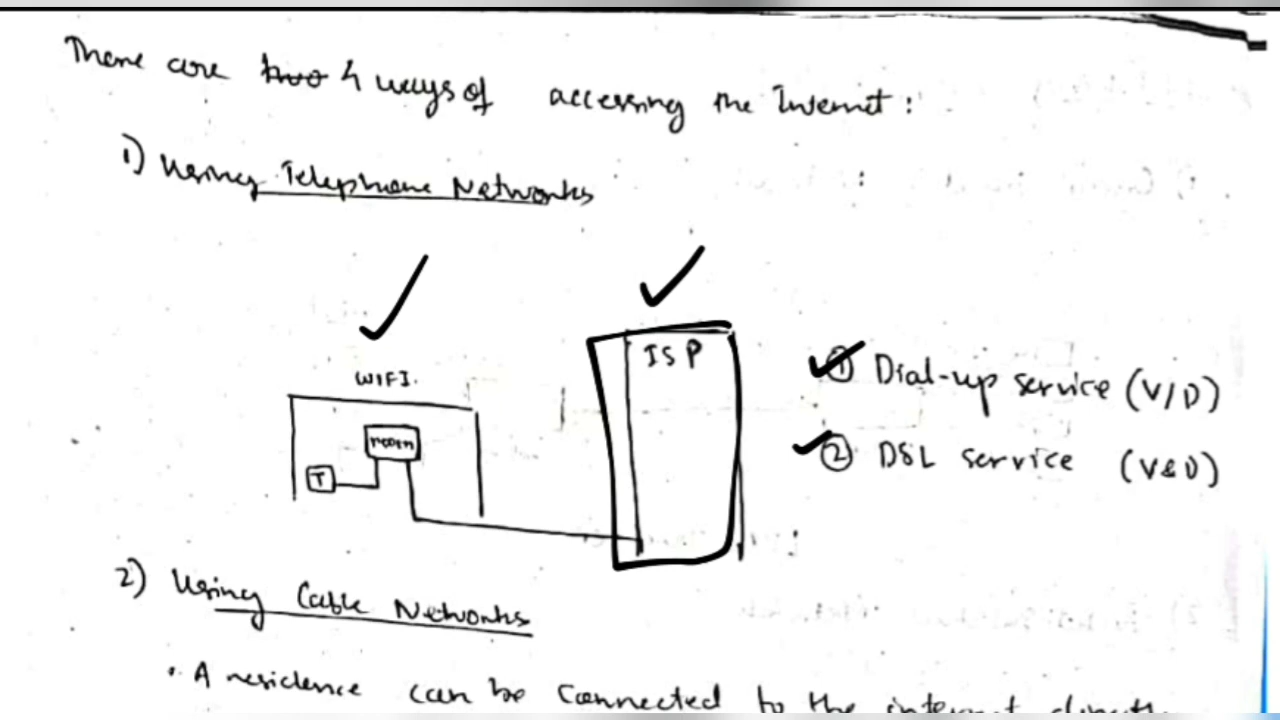 There are two 4 ways of accessing the Internet :
1) Using Telephone Networks
WIFI.
ISP
T
① Dial-up service (V/D)
② DSL service (V&D)
2) Using Cable Networks
• A residence can be connected to the internet